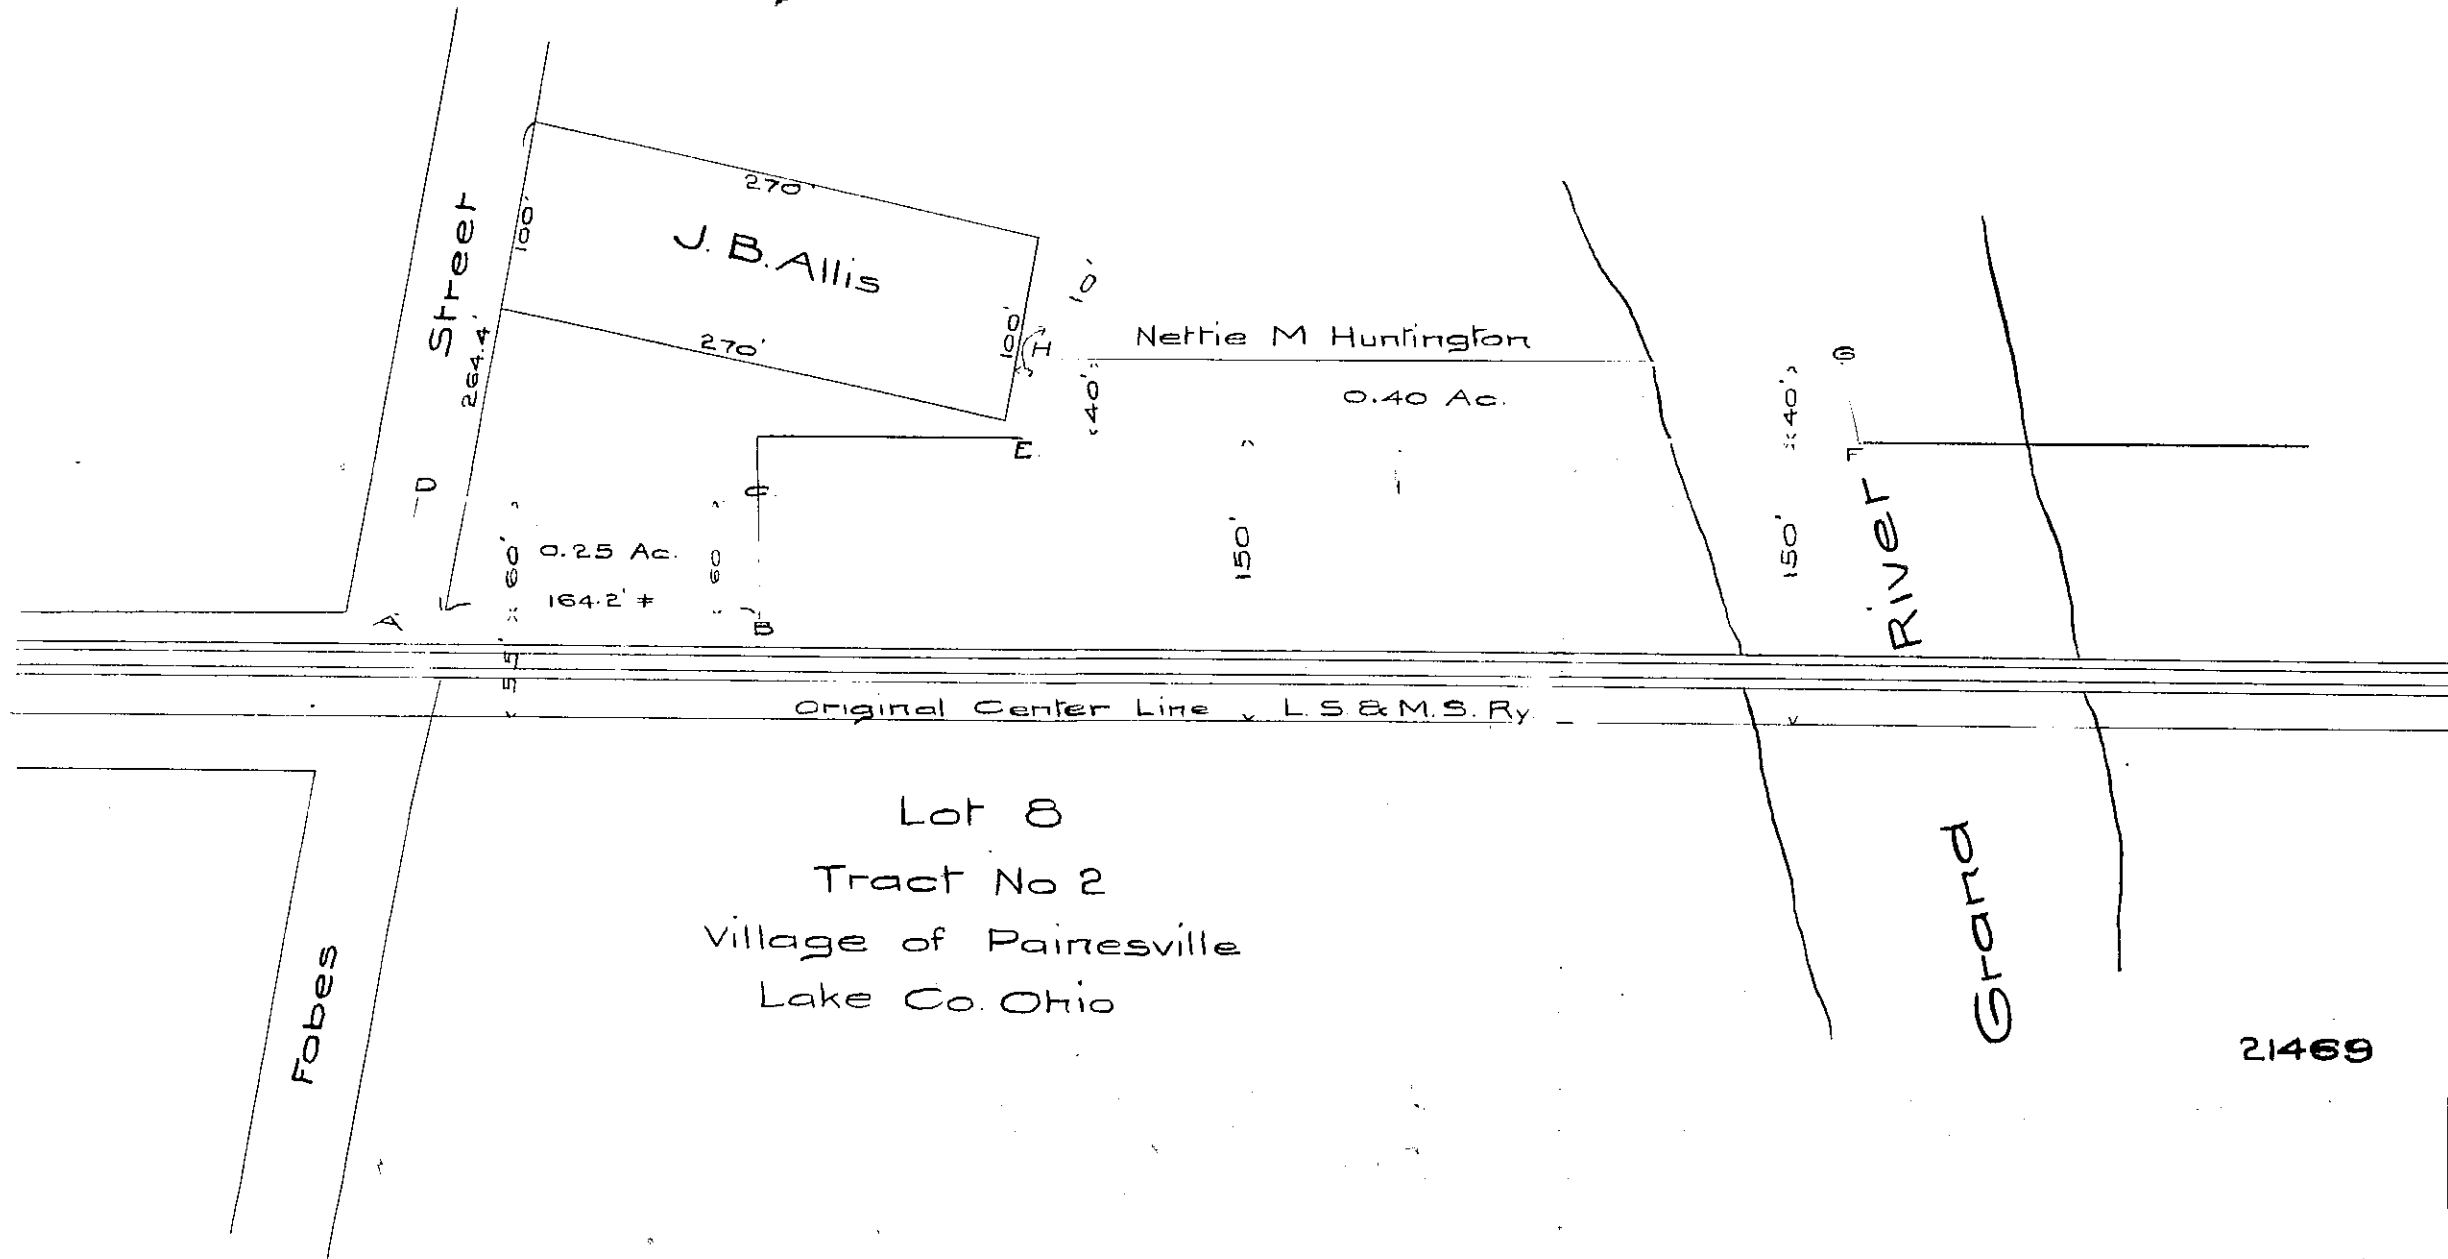 270'
100'
J. B. Allis
Street
10'
100'
H
Nettie M Huntington
264.4'
270'
40'
0.40 Ac.
40'
G
E
F
D
C
150'
150'
River
60'
0.25 Ac.
60
164.2' ±
A
B
55'
Original Center Line L. S. & M. S. Ry.
Lot 8
Tract No 2
Village of Painesville
Lake Co. Ohio
Grand
Fobes
21469